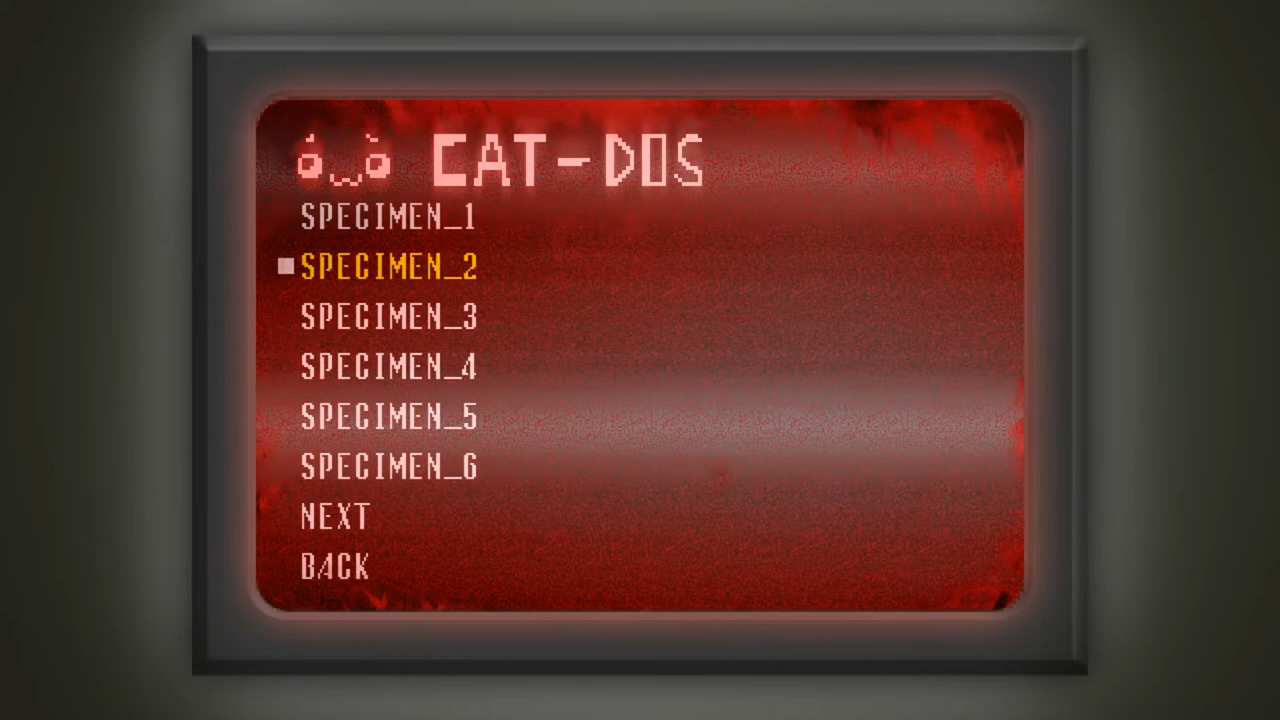 CAT-DOS
SPECIMEN_1
SPECIMEN_2
SPECIMEN_3
SPECIMEN_4
SPECIMEN_5
SPECIMEN_6
NEXT
BACK